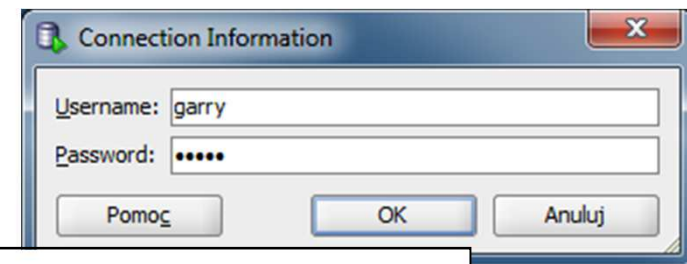 Connection Information
Username: garry
Password: •••••
Pomoc
OK
Anuluj